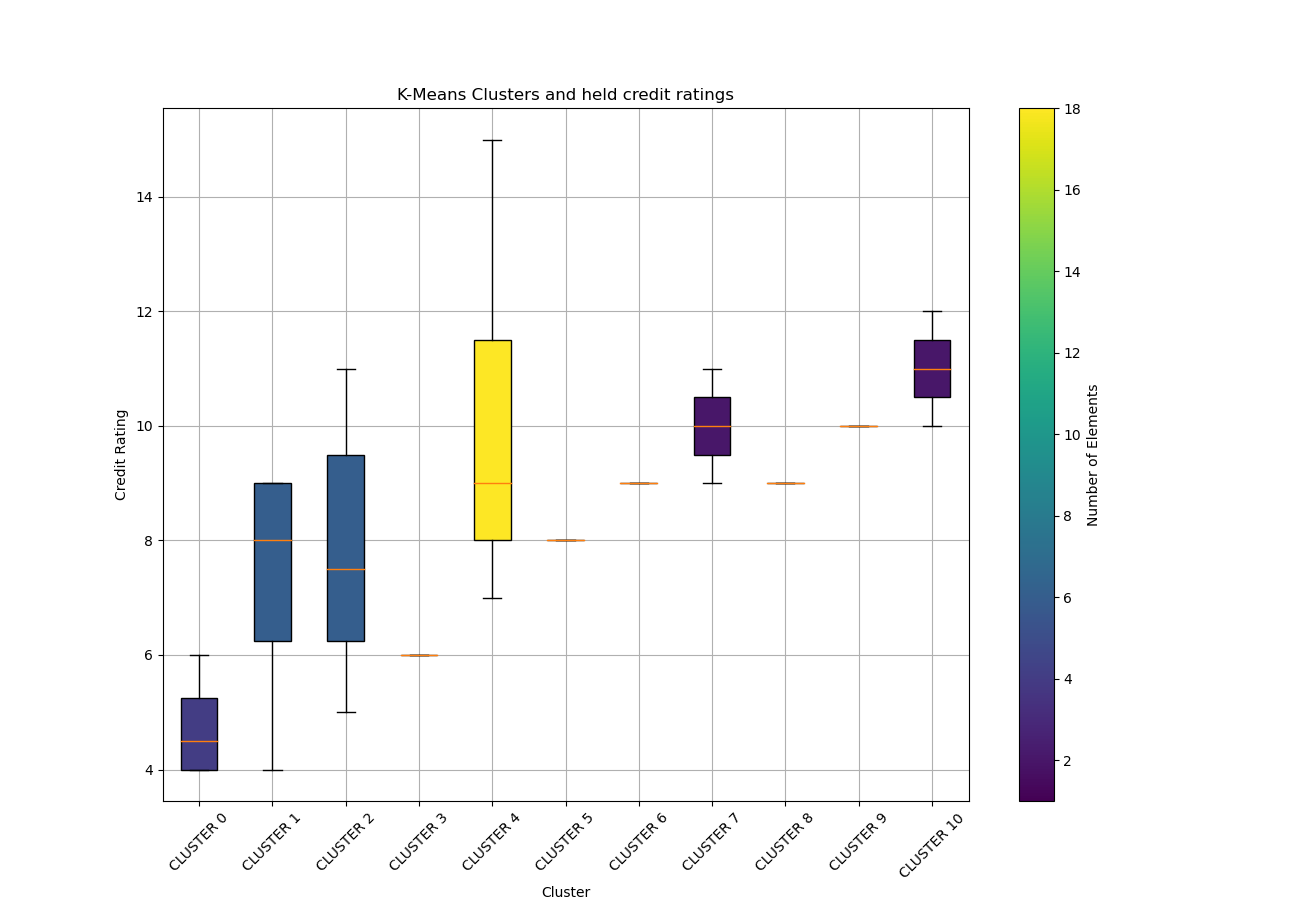 K-Means Clusters and held credit ratings
Credit Rating
14
12
10
8
6
4
CLUSTER 0
CLUSTER 1
CLUSTER 2
CLUSTER 3
CLUSTER 4
CLUSTER 5
CLUSTER 6
CLUSTER 7
CLUSTER 8
CLUSTER 9
CLUSTER 10
Cluster
18
16
14
12
10
8
6
4
2
Number of Elements